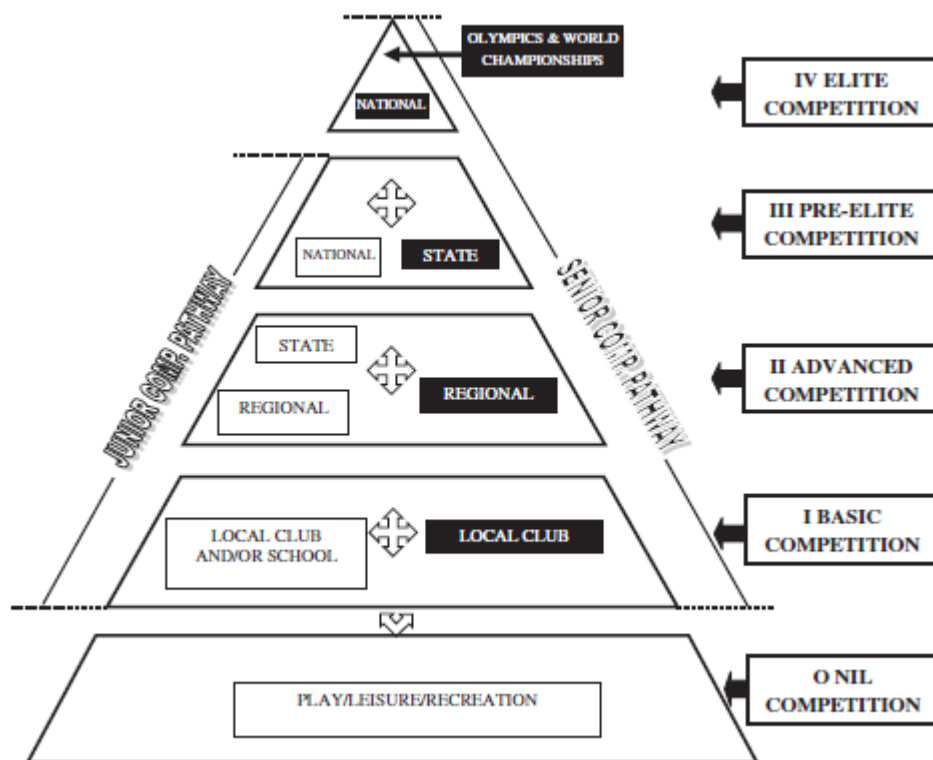 OLYMPICS & WORLD
CHAMPIONSHIPS
NATIONAL
IV ELITE
COMPETITION
NATIONAL
STATE
III PRE-ELITE
COMPETITION
JUNIOR COMP. PATHWAY
SENIOR COMP. PATHWAY
STATE
REGIONAL
REGIONAL
II ADVANCED
COMPETITION
LOCAL CLUB
AND/OR SCHOOL
LOCAL CLUB
I BASIC
COMPETITION
PLAY/LEISURE/RECREATION
O NIL
COMPETITION